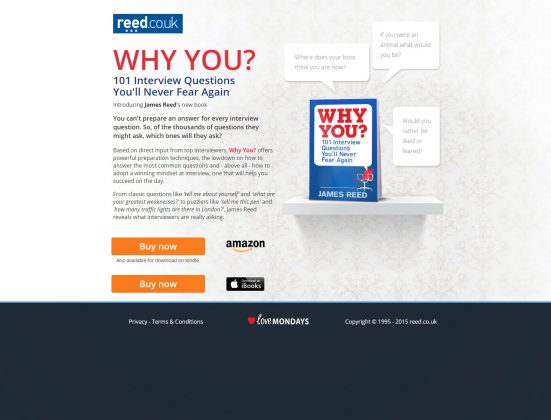 reed.co.uk
WHY YOU?
101 Interview Questions
You'll Never Fear Again
Introducing James Reed's new book
You can't prepare an answer for every interview
question. So, of the thousands of questions they
might ask, which ones will they ask?
Based on direct input from top interviewers, Why You? offers
powerful preparation techniques, the lowdown on how to
answer the most common questions and - above all - how to
adopt a winning mindset at interview, one that will help you
succeed on the day.
From classic questions like 'tell me about yourself' and 'what are
your greatest weaknesses?' to puzzlers like 'sell me this pen' and
'how many traffic lights are there in London?', James Reed
reveals what interviewers are really asking.
Buy now
amazon
Also available for download on Kindle.
Buy now
Download on
iBooks
Where does your boss
think you are now?
If you were an
animal what would
you be?
Would you
rather be
liked or
feared?
WHY
YOU?
101 Interview
Questions
You'll Never
Fear Again
JAMES REED
Privacy - Terms & Conditions
love MONDAYS
Copyright © 1995 - 2015 reed.co.uk